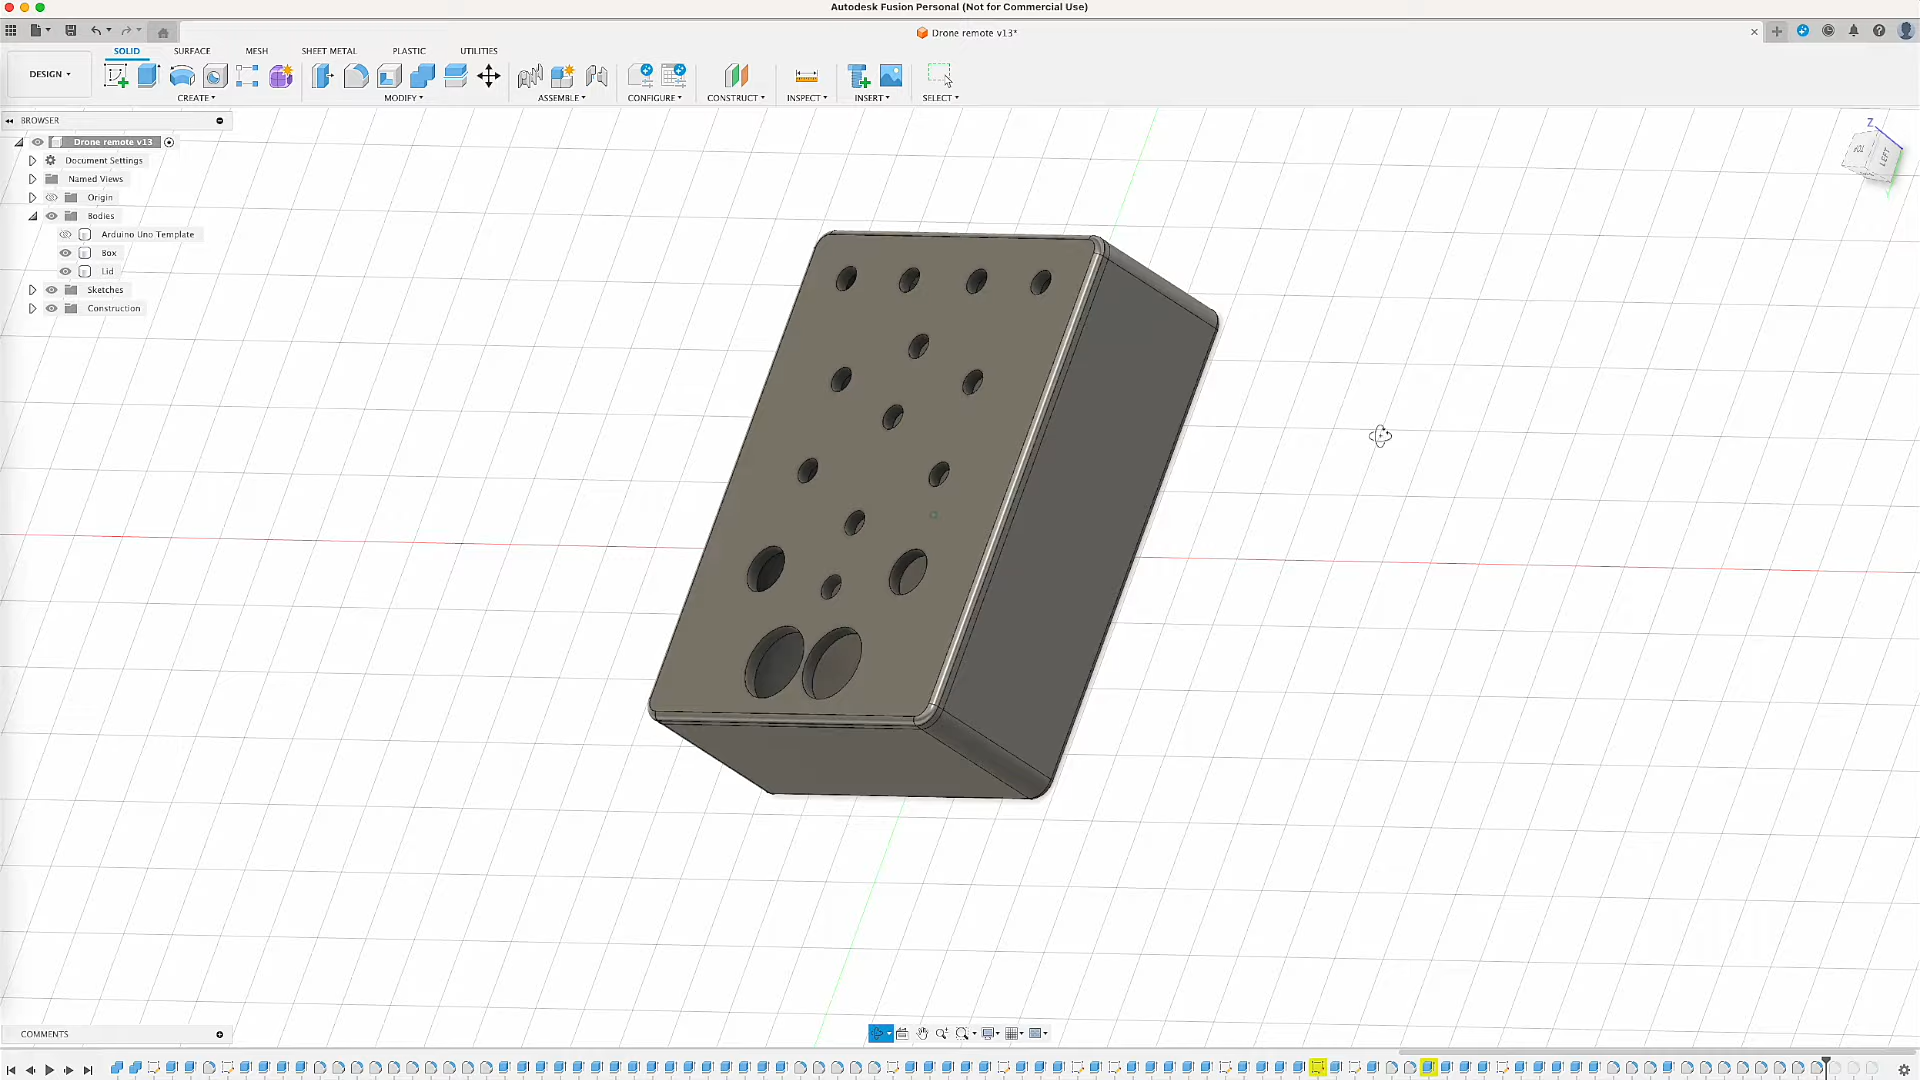 Autodesk Fusion Personal (Not for Commercial Use)
Drone remote v13*
SOLID SURFACE MESH SHEET METAL PLASTIC UTILITIES
DESIGN
CREATE MODIFY ASSEMBLE CONFIGURE CONSTRUCT INSPECT INSERT SELECT
BROWSER
Drone remote v13
Document Settings
Named Views
Origin
Bodies
Arduino Uno Template
Box
Lid
Sketches
Construction
Z
TOP
LEFT
COMMENTS